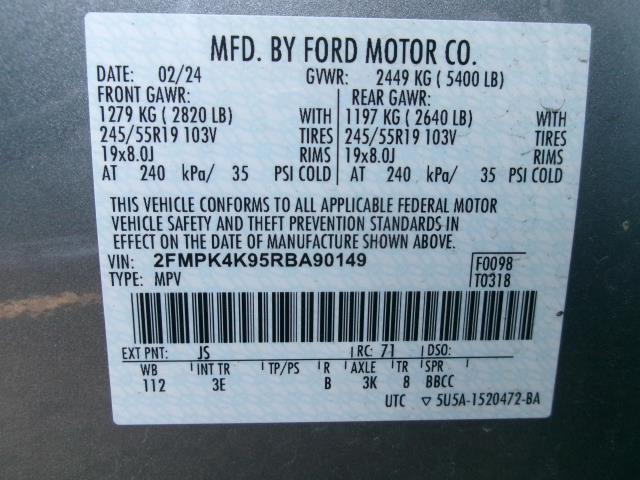 MFD. BY FORD MOTOR CO.
DATE: 02/24 GVWR: 2449 KG ( 5400 LB)
FRONT GAWR: REAR GAWR:
1279 KG ( 2820 LB) WITH 1197 KG ( 2640 LB) WITH
245/55R19 103V TIRES 245/55R19 103V TIRES
19x8.0J RIMS 19x8.0J RIMS
AT 240 kPa/ 35 PSI COLD AT 240 kPa/ 35 PSI COLD
THIS VEHICLE CONFORMS TO ALL APPLICABLE FEDERAL MOTOR
VEHICLE SAFETY AND THEFT PREVENTION STANDARDS IN
EFFECT ON THE DATE OF MANUFACTURE SHOWN ABOVE.
VIN: 2FMPK4K95RBA90149 F0098
TYPE: MPV T0318
EXT PNT: JS RC: 71 DSO:
WB INT TR TP/PS R AXLE TR SPR
112 3E B 3K 8 BBCC
UTC ▽ 5U5A-1520472-BA